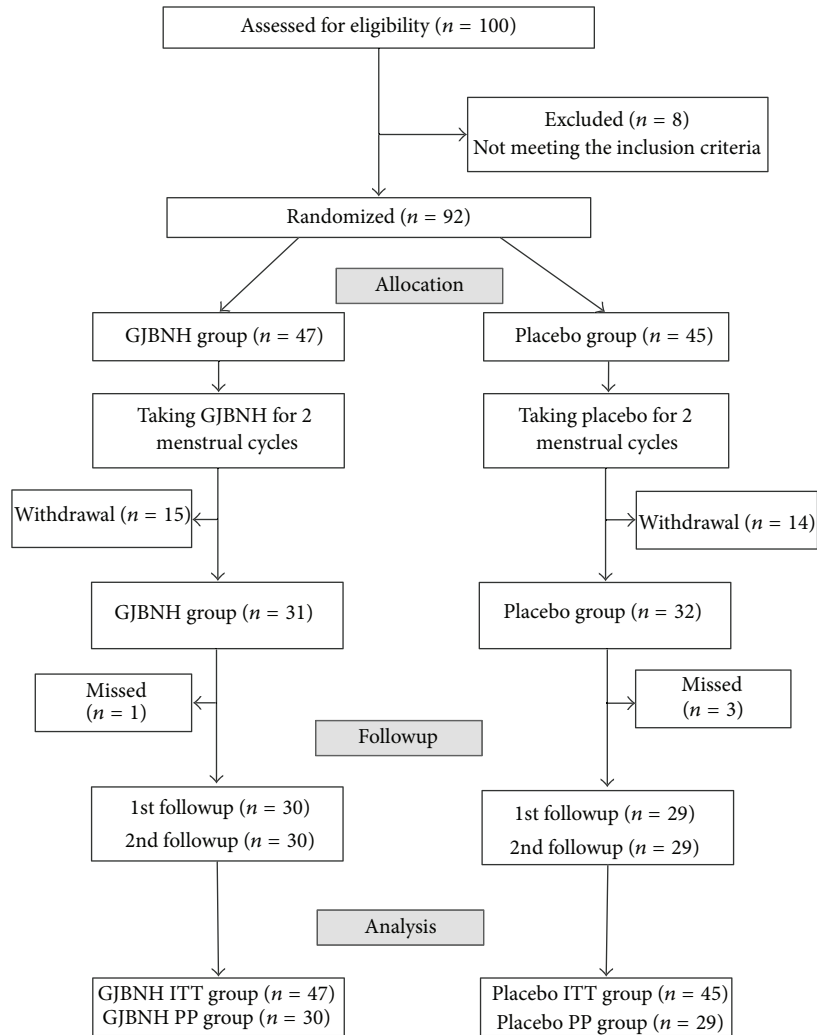 Assessed for eligibility (n = 100)
Excluded (n = 8)
Not meeting the inclusion criteria
Randomized (n = 92)
Allocation
GJBNH group (n = 47)
Placebo group (n = 45)
Taking GJBNH for 2
menstrual cycles
Taking placebo for 2
menstrual cycles
Withdrawal (n = 15)
Withdrawal (n = 14)
GJBNH group (n = 31)
Placebo group (n = 32)
Missed
(n = 1)
Missed
(n = 3)
Followup
1st followup (n = 30)
2nd followup (n = 30)
1st followup (n = 29)
2nd followup (n = 29)
Analysis
GJBNH ITT group (n = 47)
GJBNH PP group (n = 30)
Placebo ITT group (n = 45)
Placebo PP group (n = 29)